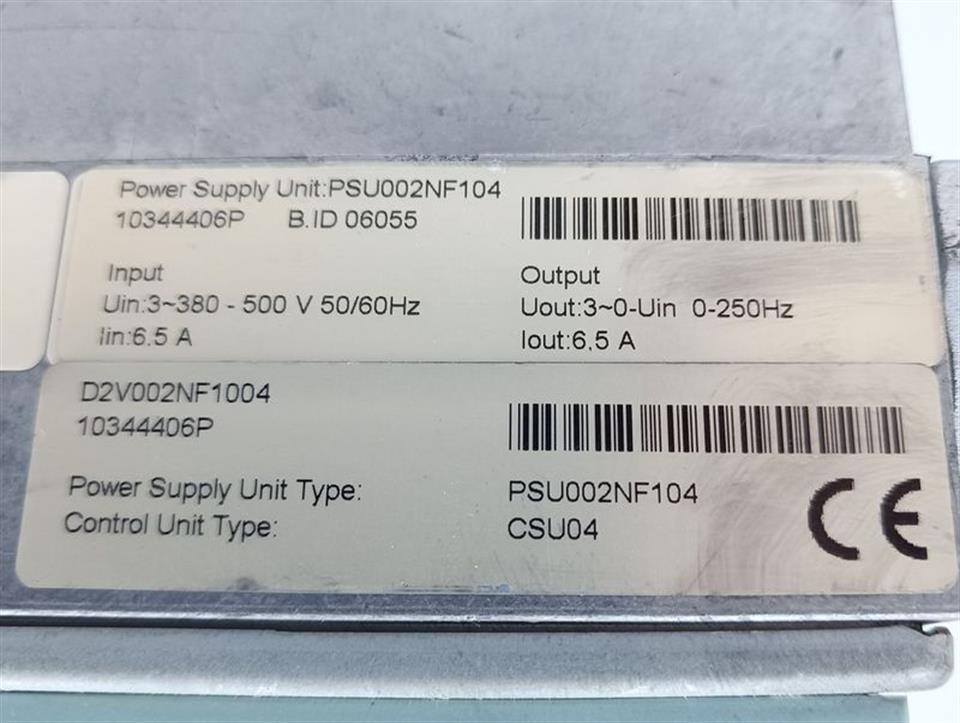 Power Supply Unit:PSU002NF104
10344406P B.ID 06055
Input
Uin:3~380 - 500 V 50/60Hz
Iin:6.5 A
Output
Uout:3~0-Uin 0-250Hz
Iout:6,5 A
D2V002NF1004
10344406P
Power Supply Unit Type: PSU002NF104
Control Unit Type: CSU04
CE